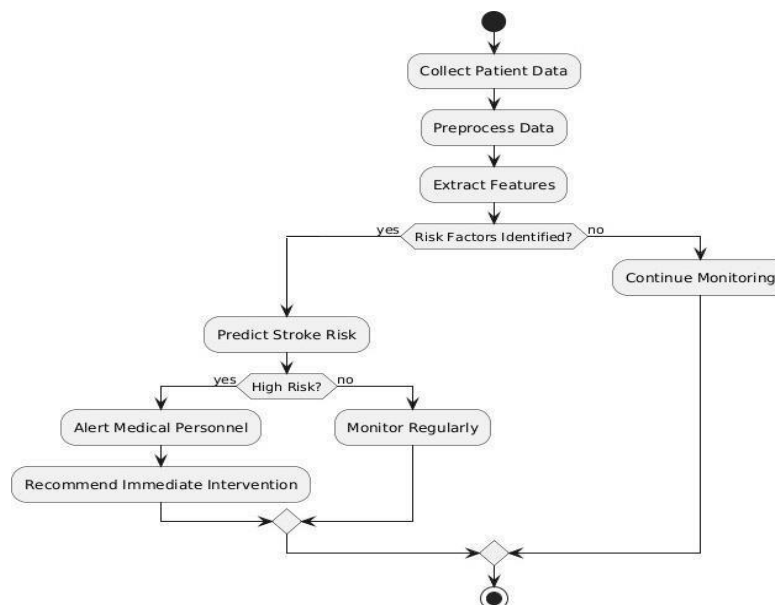 Collect Patient Data
Preprocess Data
Extract Features
yes
Risk Factors Identified?
no
Continue Monitoring
Predict Stroke Risk
yes
High Risk?
no
Alert Medical Personnel
Monitor Regularly
Recommend Immediate Intervention